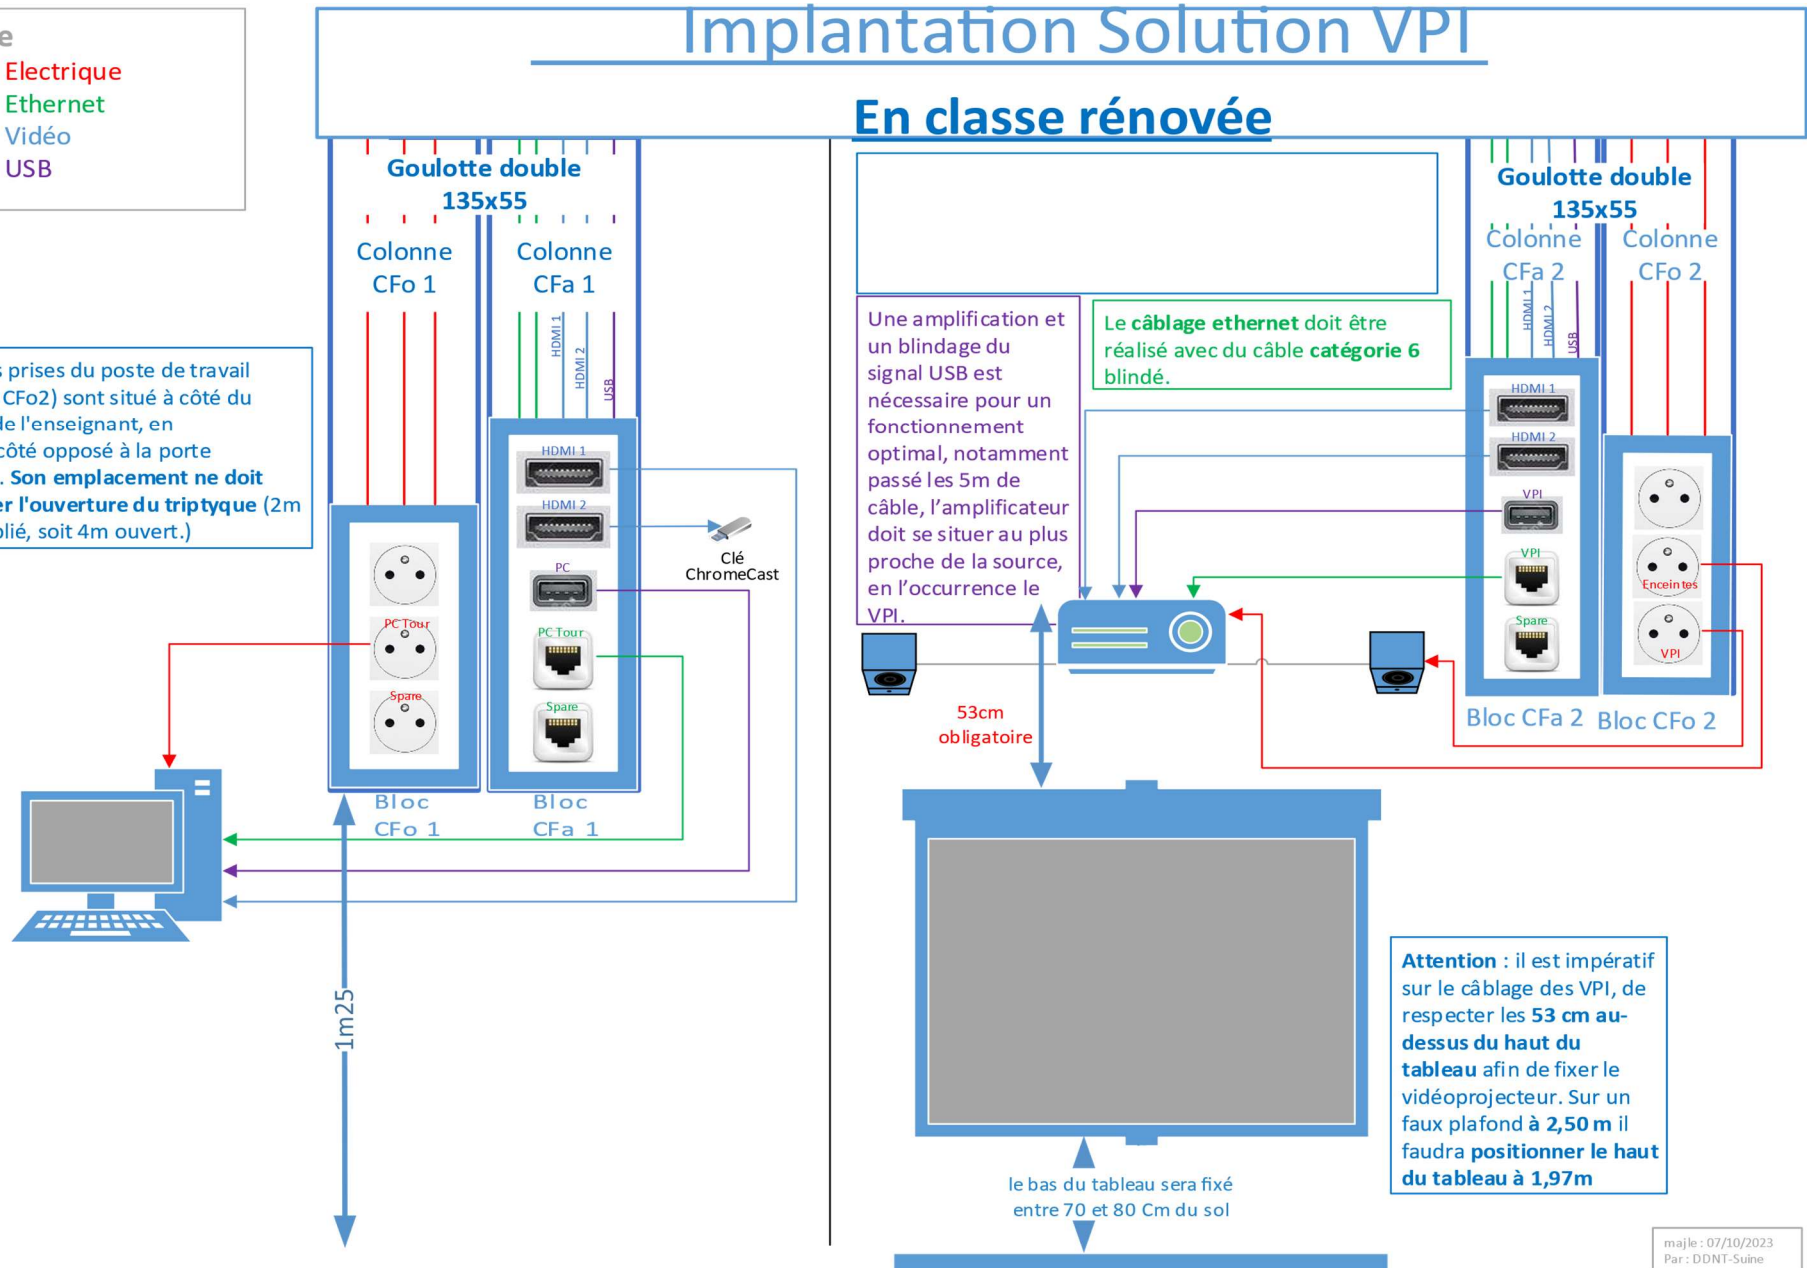 Implantation Solution VPI
En classe rénovée
e
Electrique
Ethernet
Vidéo
USB
Goulotte double
135x55
Colonne
CFo 1
Colonne
CFa 1
HDMI 1
HDMI 2
USB
s prises du poste de travail
CFo2) sont situé à côté du
de l'enseignant, en
côté opposé à la porte
. Son emplacement ne doit
er l'ouverture du triptyque (2m
plié, soit 4m ouvert.)
PC Tour
Spare
HDMI 1
HDMI 2
PC
PC Tour
Spare
Clé
ChromeCast
Bloc
CFo 1
Bloc
CFa 1
1m25
Une amplification et
un blindage du
signal USB est
nécessaire pour un
fonctionnement
optimal, notamment
passé les 5m de
câble, l'amplificateur
doit se situer au plus
proche de la source,
en l'occurrence le
VPI.
Le câblage ethernet doit être
réalisé avec du câble catégorie 6
blindé.
Goulotte double
135x55
Colonne
CFa 2
Colonne
CFo 2
HDMI 1
HDMI 2
USB
HDMI 1
HDMI 2
VPI
VPI
Spare
Enceintes
VPI
Bloc CFa 2
Bloc CFo 2
53cm
obligatoire
Attention : il est impératif
sur le câblage des VPI, de
respecter les 53 cm au-
dessus du haut du
tableau afin de fixer le
vidéoprojecteur. Sur un
faux plafond à 2,50 m il
faudra positionner le haut
du tableau à 1,97m
le bas du tableau sera fixé
entre 70 et 80 Cm du sol
majle : 07/10/2023
Par : DDNT-Suine